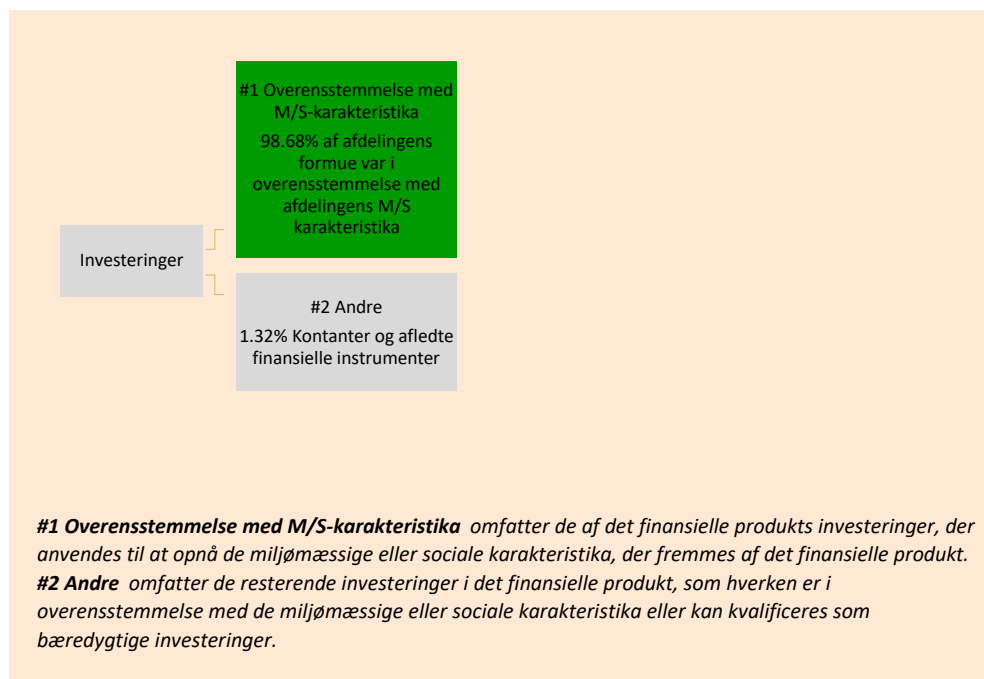 #1 Overensstemmelse med
M/S-karakteristika
98.68% af afdelingens
formue var i
overensstemmelse med
afdelingens M/S
karakteristika
Investeringer
#2 Andre
1.32% Kontanter og afledte
finansielle instrumenter
#1 Overensstemmelse med M/S-karakteristika omfatter de af det finansielle produkts investeringer, der
anvendes til at opnå de miljømæssige eller sociale karakteristika, der fremmes af det finansielle produkt.
#2 Andre omfatter de resterende investeringer i det finansielle produkt, som hverken er i
overensstemmelse med de miljømæssige eller sociale karakteristika eller kan kvalificeres som
bæredygtige investeringer.